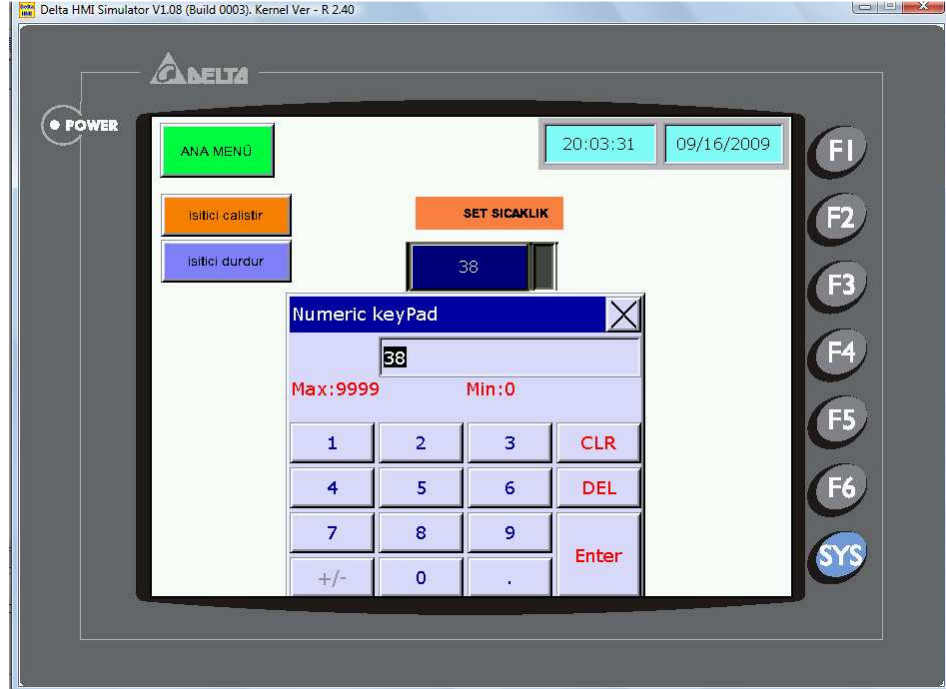 Delta HMI Simulator V1.08 (Build 0003). Kernel Ver - R 2.40
DELTA
POWER
ANA MENÜ
20:03:31 09/16/2009
isitici calistir
SET SICAKLIK
isitici durdur
38
Numeric keyPad
38
Max:9999 Min:0
1 2 3 CLR
4 5 6 DEL
7 8 9
Enter
+/- 0 .
F1
F2
F3
F4
F5
F6
SYS